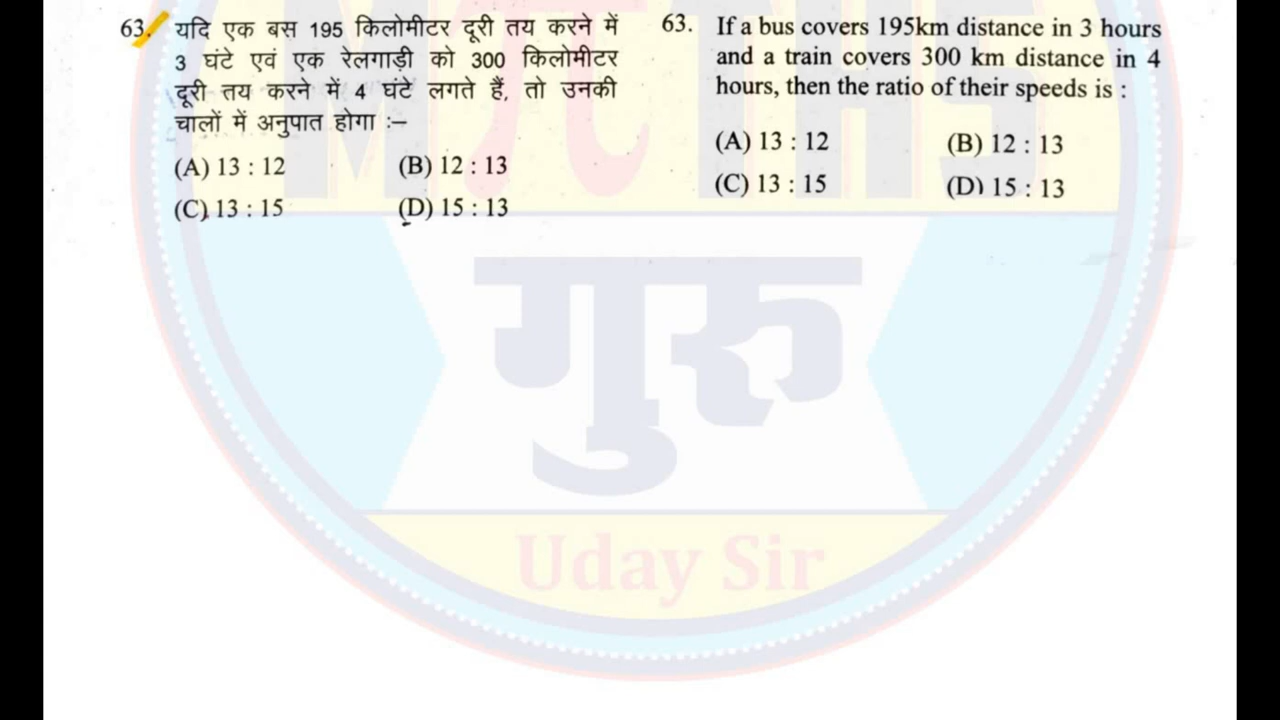 63. यदि एक बस 195 किलोमीटर दूरी तय करने में
3 घंटे एवं एक रेलगाड़ी को 300 किलोमीटर
दूरी तय करने में 4 घंटे लगते हैं, तो उनकी
चालों में अनुपात होगा :–
(A) 13 : 12 (B) 12 : 13
(C) 13 : 15 (D) 15 : 13
63. If a bus covers 195km distance in 3 hours
and a train covers 300 km distance in 4
hours, then the ratio of their speeds is :
(A) 13 : 12 (B) 12 : 13
(C) 13 : 15 (D) 15 : 13
MATHS
गुरु
Uday Sir